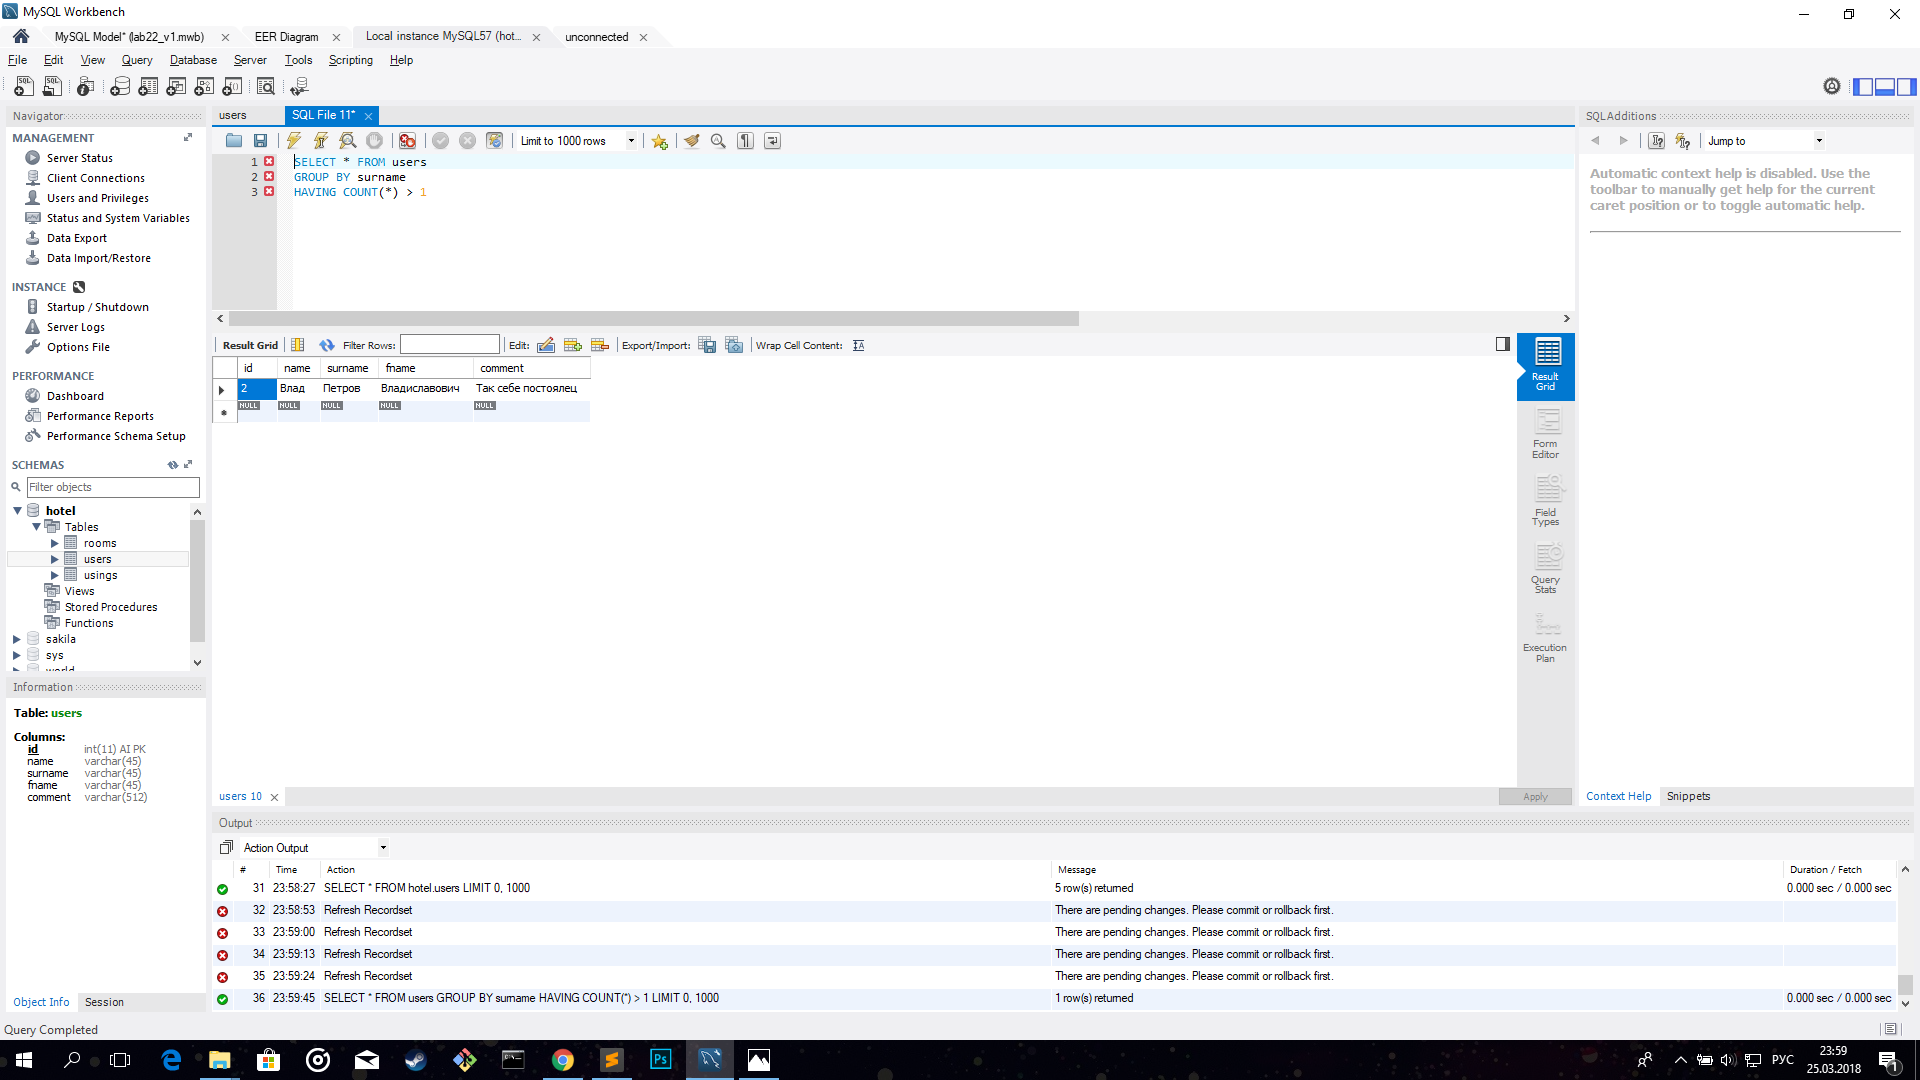 MySQL Workbench
MySQL Model* (lab22_v1.mwb)
EER Diagram
Local instance MySQL57 (hot...
unconnected
File Edit View Query Database Server Tools Scripting Help
Navigator
MANAGEMENT
Server Status
Client Connections
Users and Privileges
Status and System Variables
Data Export
Data Import/Restore
INSTANCE
Startup / Shutdown
Server Logs
Options File
PERFORMANCE
Dashboard
Performance Reports
Performance Schema Setup
SCHEMAS
Filter objects
hotel
Tables
rooms
users
usings
Views
Stored Procedures
Functions
sakila
sys
world
Information
Table: users
Columns:
id int(11) AI PK
name varchar(45)
surname varchar(45)
fname varchar(45)
comment varchar(512)
Object Info Session
Query Completed
users SQL File 11*
Limit to 1000 rows
1 SELECT * FROM users
2 GROUP BY surname
3 HAVING COUNT(*) > 1
Result Grid Filter Rows: Edit: Export/Import: Wrap Cell Content:
id name surname fname comment
2 Влад Петров Владиславович Так себе постоялец
NULL NULL NULL NULL NULL
Result Grid
Form Editor
Field Types
Query Stats
Execution Plan
users 10
Apply
SQLAdditions
Jump to
Automatic context help is disabled. Use the
toolbar to manually get help for the current
caret position or to toggle automatic help.
Context Help Snippets
Output
Action Output
# Time Action Message Duration / Fetch
31 23:58:27 SELECT * FROM hotel.users LIMIT 0, 1000 5 row(s) returned 0.000 sec / 0.000 sec
32 23:58:53 Refresh Recordset There are pending changes. Please commit or rollback first.
33 23:59:00 Refresh Recordset There are pending changes. Please commit or rollback first.
34 23:59:13 Refresh Recordset There are pending changes. Please commit or rollback first.
35 23:59:24 Refresh Recordset There are pending changes. Please commit or rollback first.
36 23:59:45 SELECT * FROM users GROUP BY surname HAVING COUNT(*) > 1 LIMIT 0, 1000 1 row(s) returned 0.000 sec / 0.000 sec
РУС
23:59
25.03.2018
1